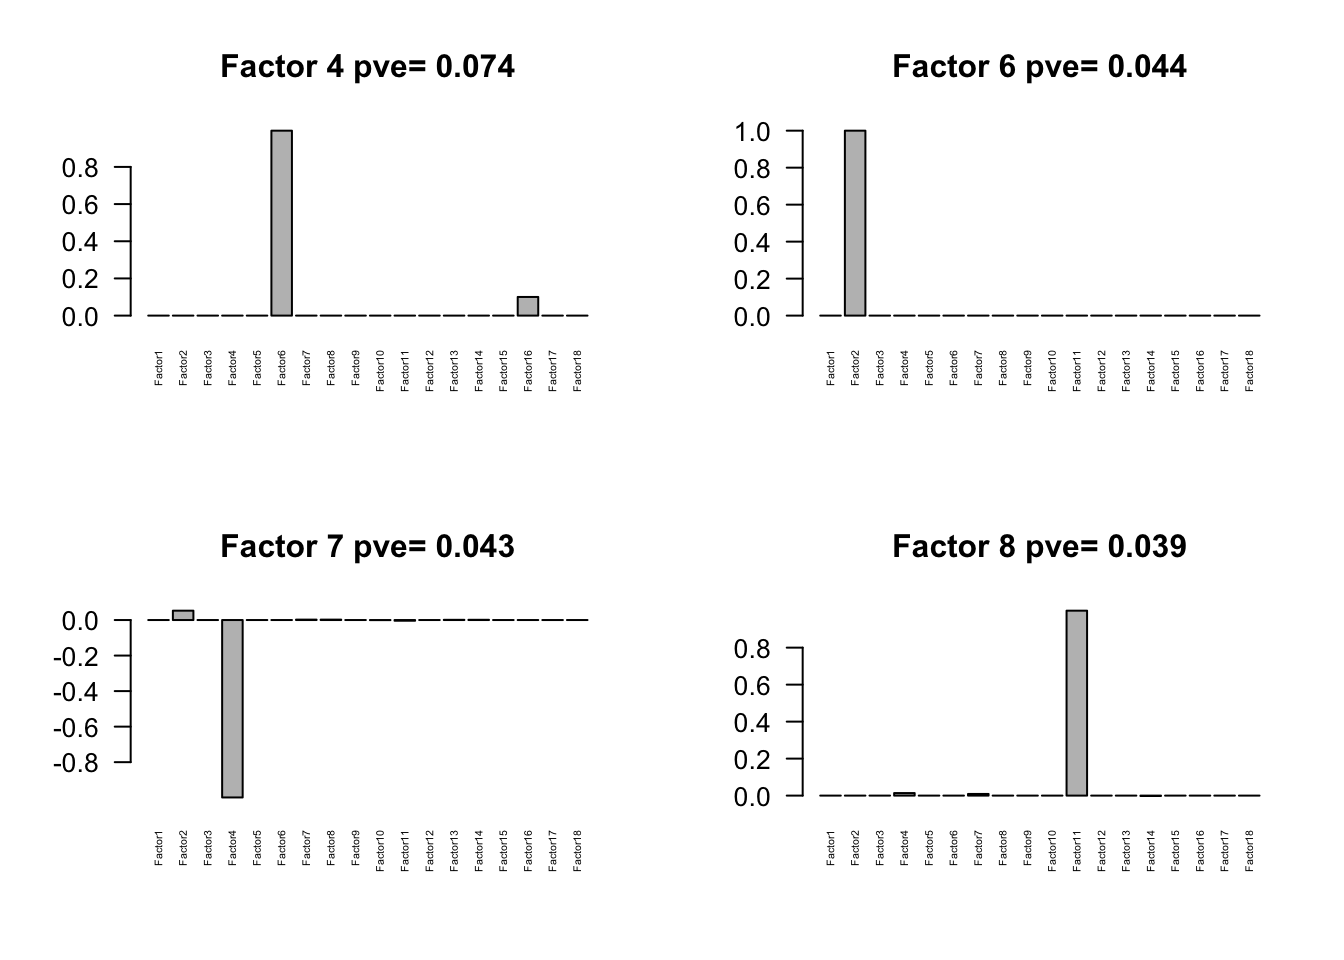 Factor 4 pve= 0.074
0.8
0.6
0.4
0.2
0.0
Factor1
Factor2
Factor3
Factor4
Factor5
Factor6
Factor7
Factor8
Factor9
Factor10
Factor11
Factor12
Factor13
Factor14
Factor15
Factor16
Factor17
Factor18
Factor 6 pve= 0.044
1.0
0.8
0.6
0.4
0.2
0.0
Factor1
Factor2
Factor3
Factor4
Factor5
Factor6
Factor7
Factor8
Factor9
Factor10
Factor11
Factor12
Factor13
Factor14
Factor15
Factor16
Factor17
Factor18
Factor 7 pve= 0.043
0.0
-0.2
-0.4
-0.6
-0.8
Factor1
Factor2
Factor3
Factor4
Factor5
Factor6
Factor7
Factor8
Factor9
Factor10
Factor11
Factor12
Factor13
Factor14
Factor15
Factor16
Factor17
Factor18
Factor 8 pve= 0.039
0.8
0.6
0.4
0.2
0.0
Factor1
Factor2
Factor3
Factor4
Factor5
Factor6
Factor7
Factor8
Factor9
Factor10
Factor11
Factor12
Factor13
Factor14
Factor15
Factor16
Factor17
Factor18